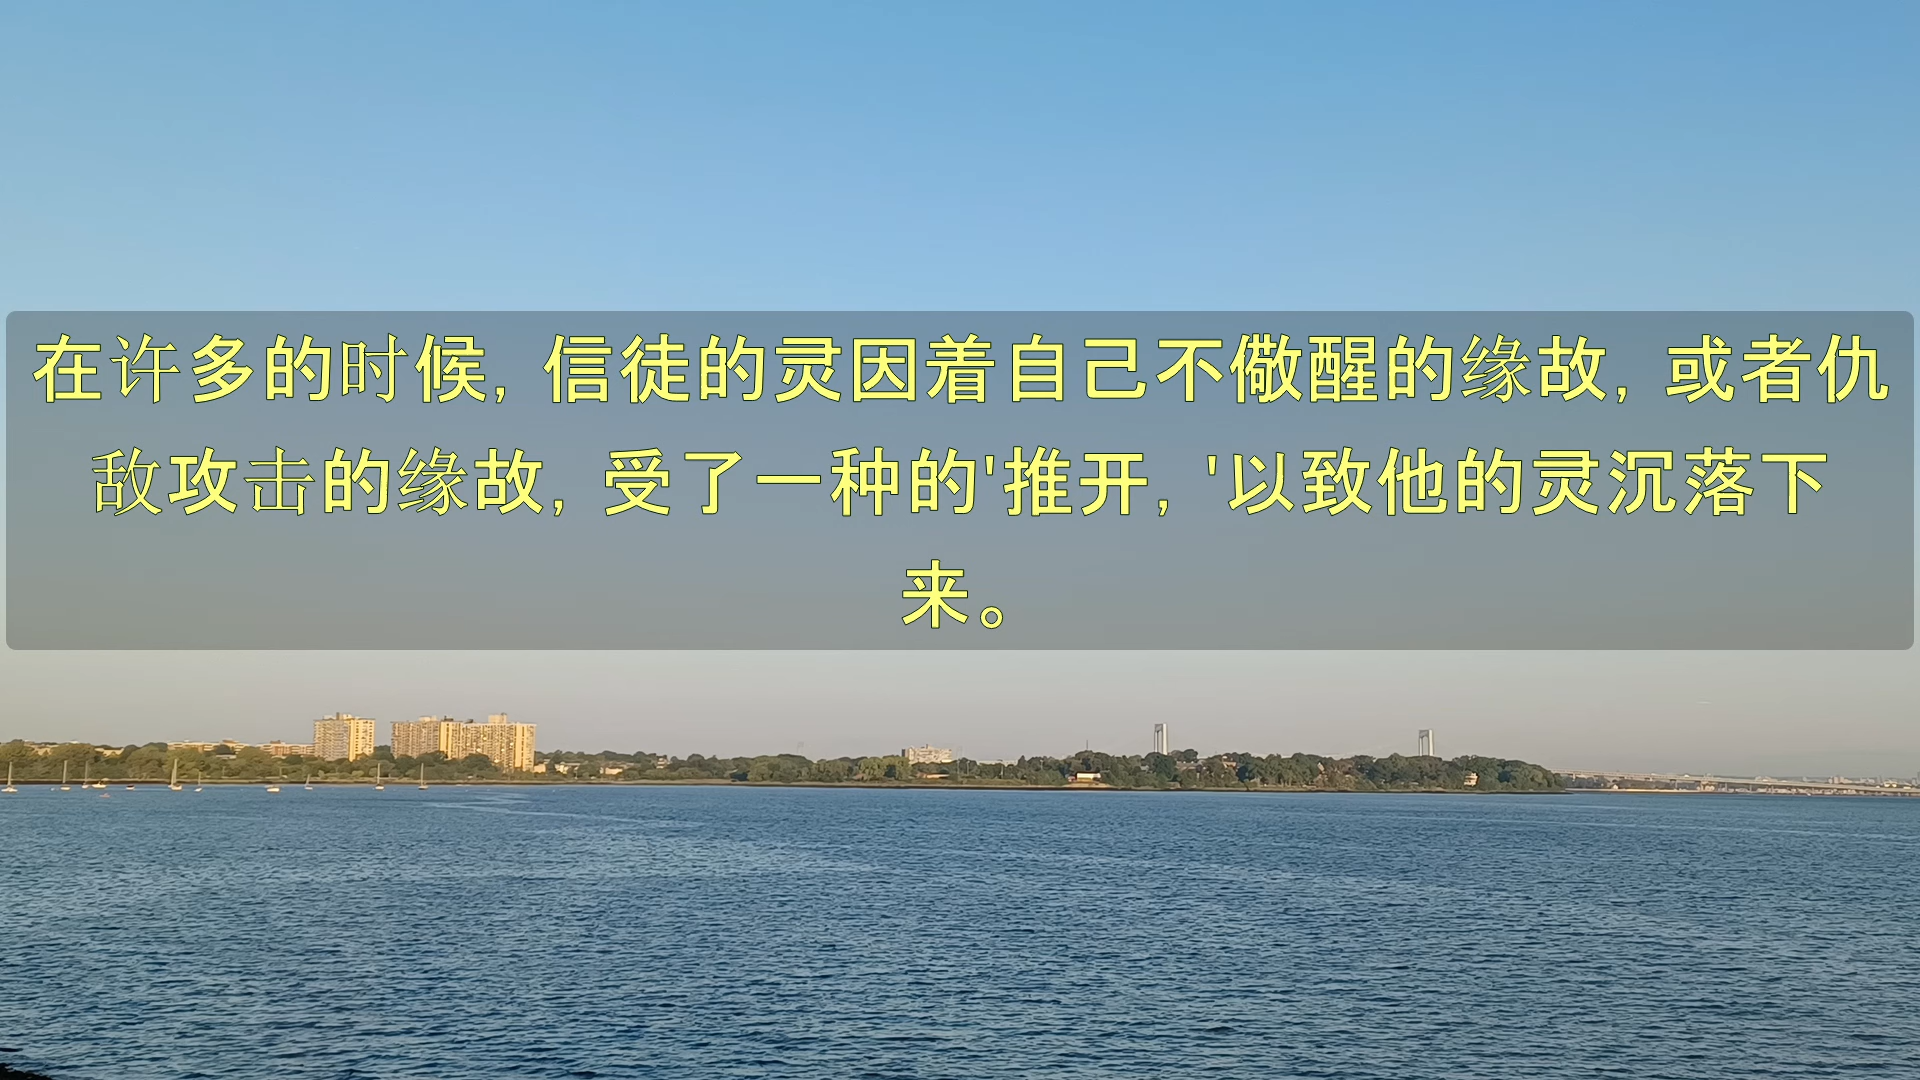 在许多的时候, 信徒的灵因着自己不儆醒的缘故, 或者仇
敌攻击的缘故, 受了一种的'推开, '以致他的灵沉落下
来。